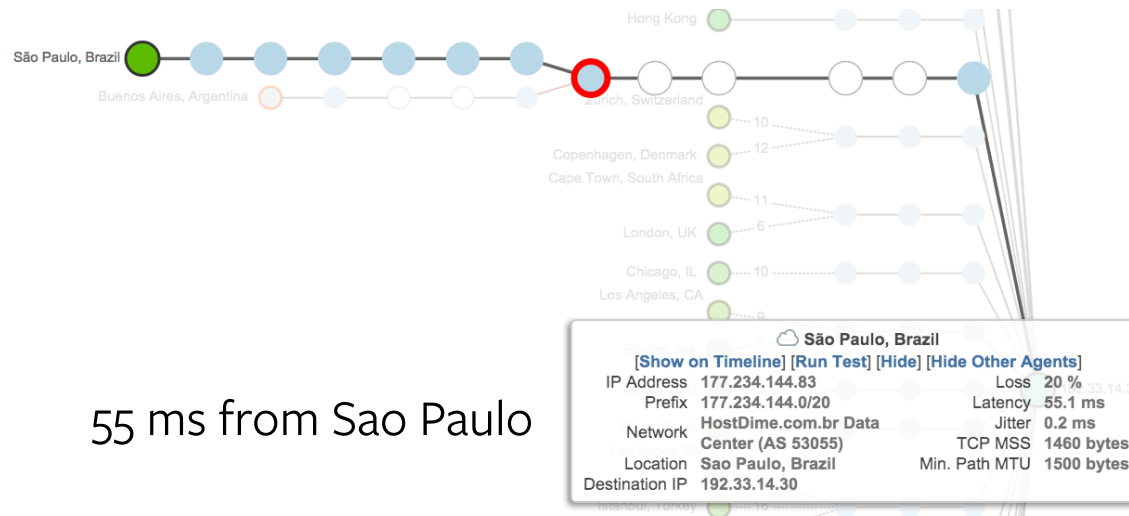 Hong Kong
São Paulo, Brazil
Buenos Aires, Argentina
Zurich, Switzerland
10
Copenhagen, Denmark
12
Cape Town, South Africa
11
London, UK
6
Chicago, IL
10
Los Angeles, CA
9
São Paulo, Brazil
[Show on Timeline] [Run Test] [Hide] [Hide Other Agents]
IP Address 177.234.144.83 Loss 20 %
Prefix 177.234.144.0/20 Latency 55.1 ms
Network HostDime.com.br Data Center (AS 53055) Jitter 0.2 ms
TCP MSS 1460 bytes
Location Sao Paulo, Brazil Min. Path MTU 1500 bytes
Destination IP 192.33.14.30
55 ms from Sao Paulo
Istanbul, Turkey
16